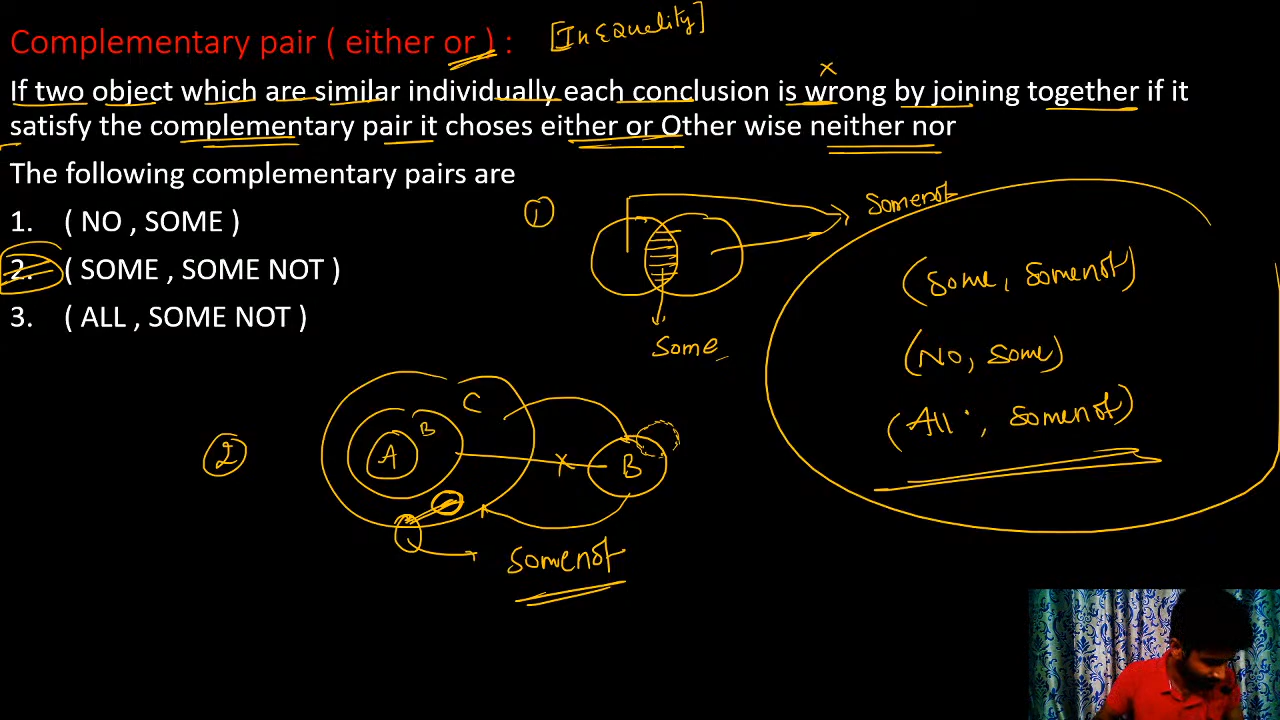 Complementary pair ( either or ) : [InEquality]
x
If two object which are similar individually each conclusion is wrong by joining together if it
satisfy the complementary pair it choses either or Other wise neither nor
The following complementary pairs are
1. ( NO , SOME )
2. ( SOME , SOME NOT )
3. ( ALL , SOME NOT )
1
Somenot
Some
(Some, Somenot)
(No, Some)
(All, Somenot)
2
A
B
C
x
B
Somenot